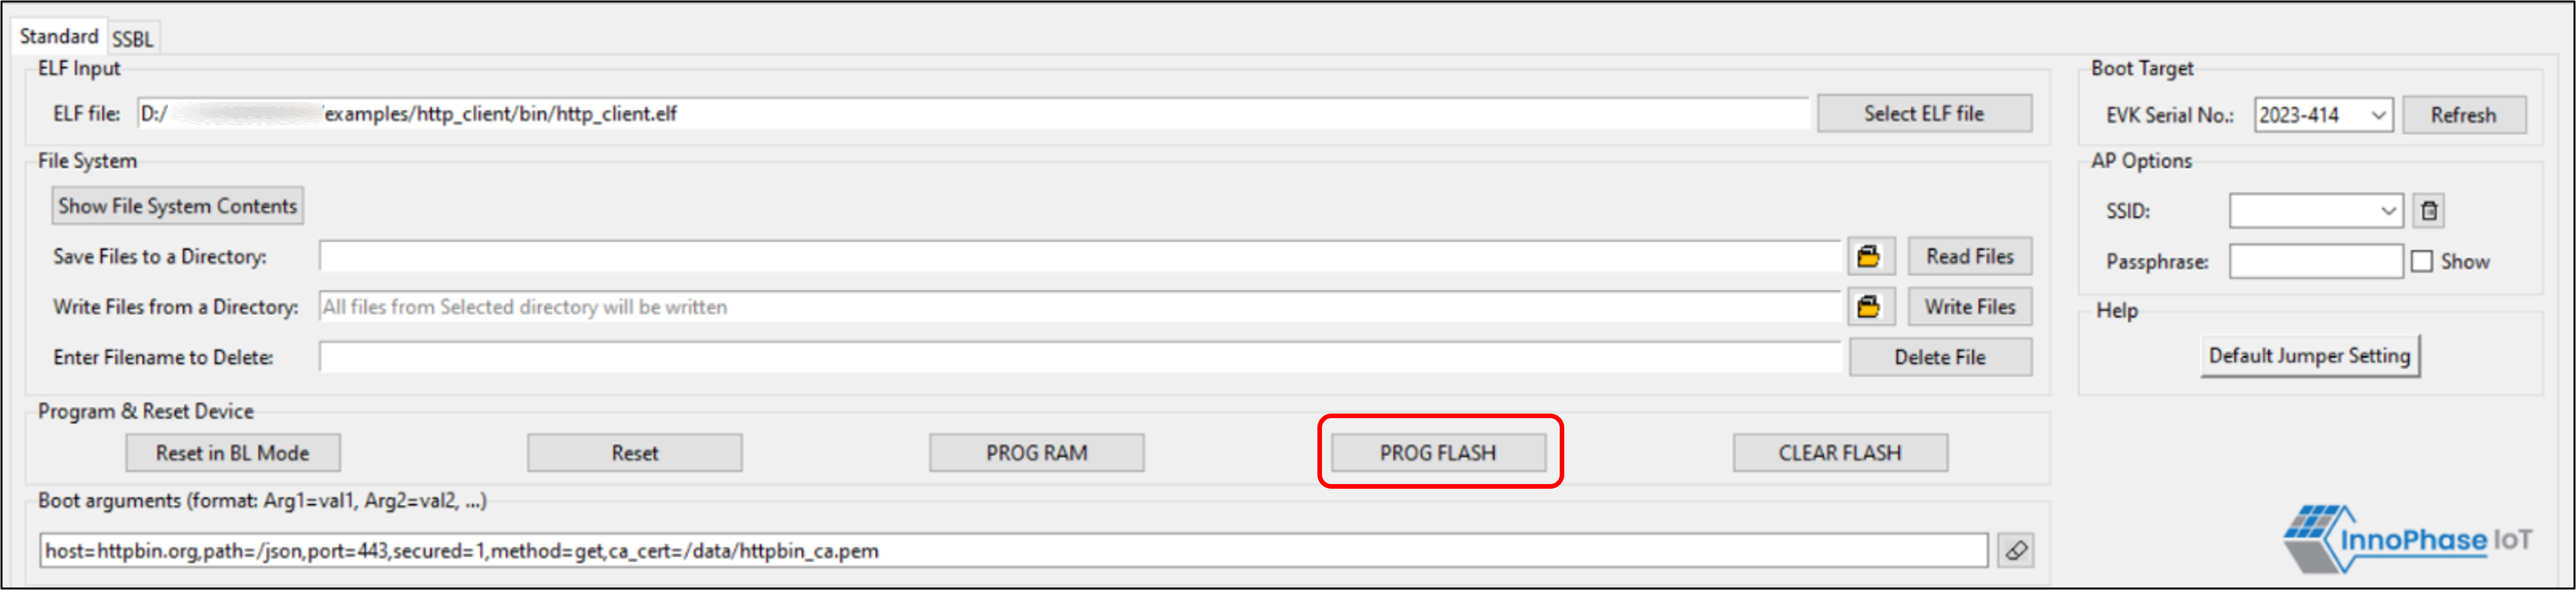 Standard SSBL
ELF Input
ELF file: D:/ /examples/http_client/bin/http_client.elf Select ELF file
File System
Show File System Contents
Save Files to a Directory: Read Files
Write Files from a Directory: All files from Selected directory will be written Write Files
Enter Filename to Delete: Delete File
Program & Reset Device
Reset in BL Mode Reset PROG RAM PROG FLASH CLEAR FLASH
Boot arguments (format: Arg1=val1, Arg2=val2, ...)
host=httpbin.org,path=/json,port=443,secured=1,method=get,ca_cert=/data/httpbin_ca.pem
Boot Target
EVK Serial No.: 2023-414 Refresh
AP Options
SSID:
Passphrase: Show
Help
Default Jumper Setting
InnoPhase IoT